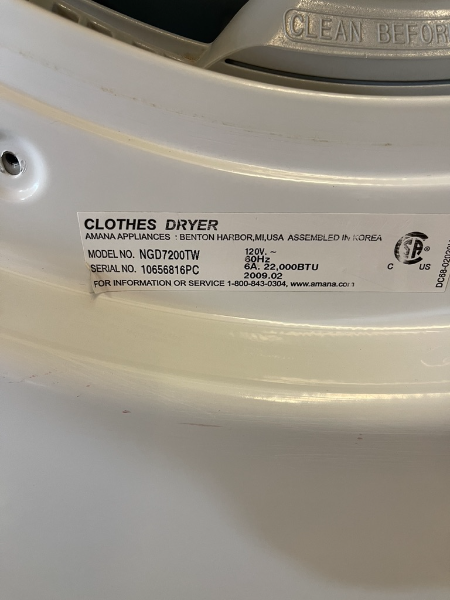 CLEAN BEFOR
CLOTHES DRYER
AMANA APPLIANCES : BENTON HARBOR,MI,USA ASSEMBLED IN KOREA
MODEL NO. NGD7200TW 120V. ~
60Hz
SERIAL NO. 10656816PC 6A. 22,000BTU
2009.02
FOR INFORMATION OR SERVICE 1-800-843-0304, www.amana.com
SA
C US